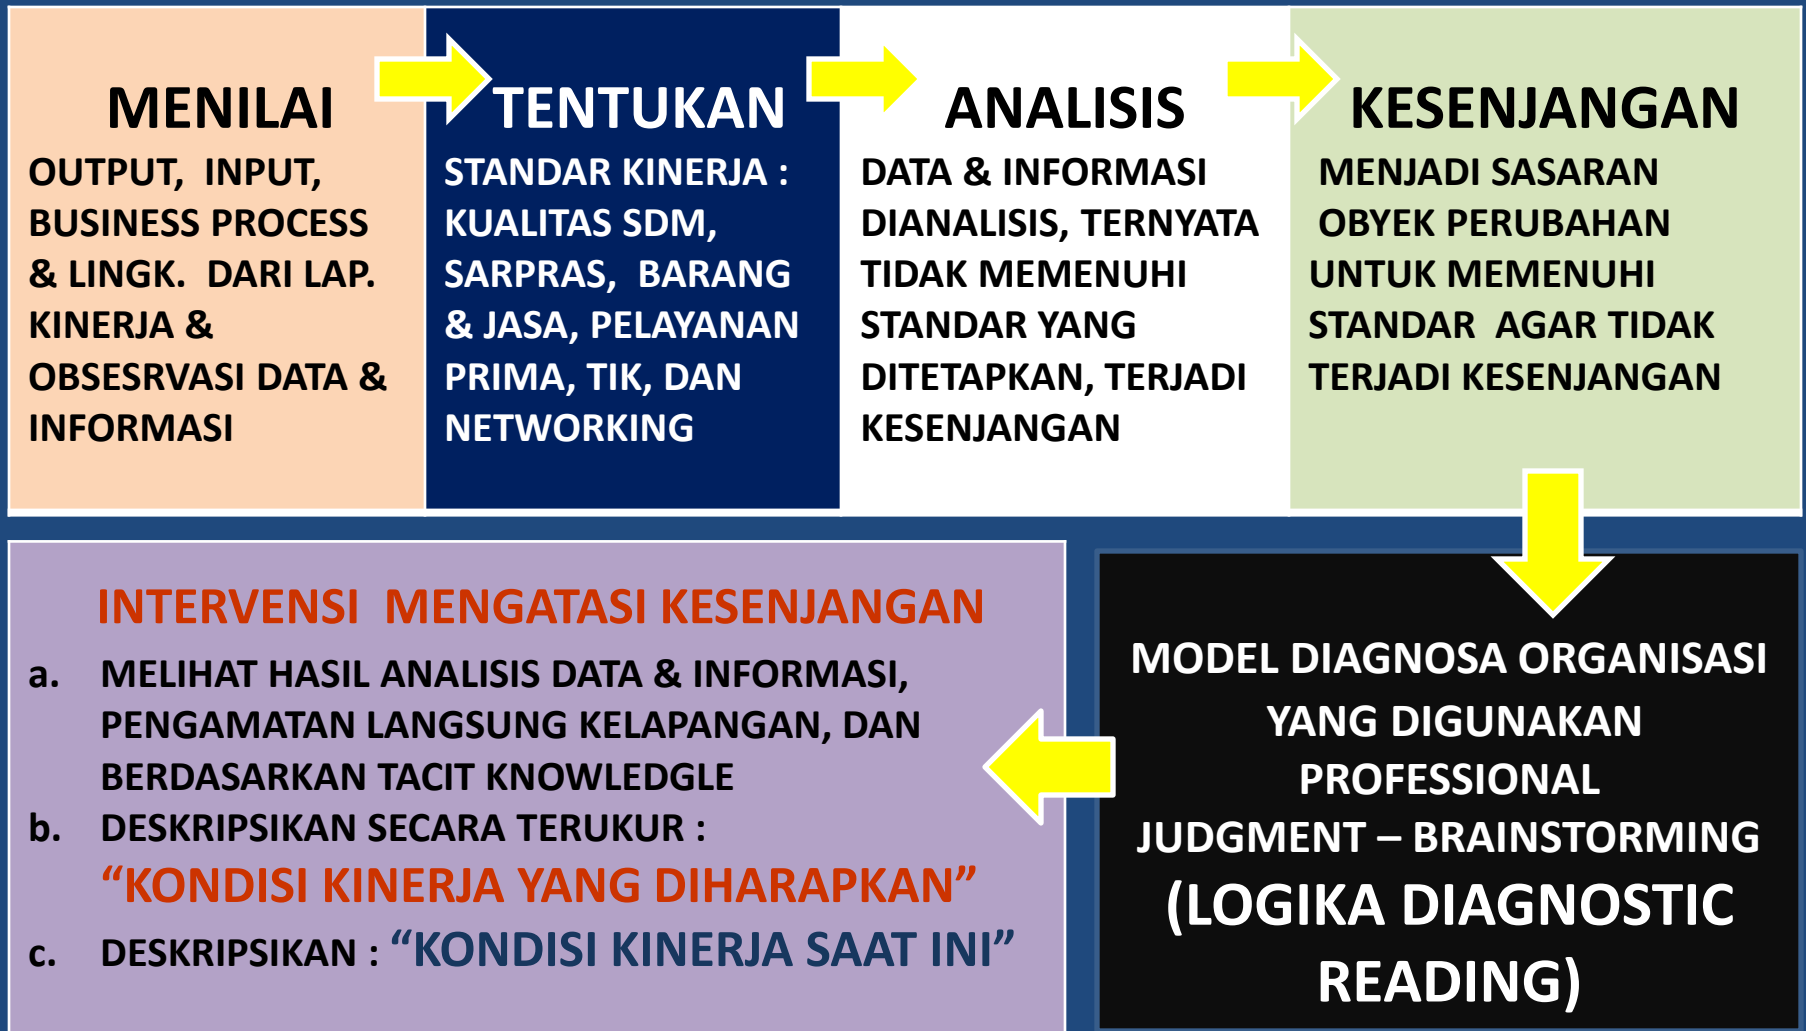 MENILAI
OUTPUT, INPUT,
BUSINESS PROCESS
& LINGK. DARI LAP.
KINERJA &
OBSESRVASI DATA &
INFORMASI
TENTUKAN
STANDAR KINERJA :
KUALITAS SDM,
SARPRAS, BARANG
& JASA, PELAYANAN
PRIMA, TIK, DAN
NETWORKING
ANALISIS
DATA & INFORMASI
DIANALISIS, TERNYATA
TIDAK MEMENUHI
STANDAR YANG
DITETAPKAN, TERJADI
KESENJANGAN
KESENJANGAN
MENJADI SASARAN
OBYEK PERUBAHAN
UNTUK MEMENUHI
STANDAR AGAR TIDAK
TERJADI KESENJANGAN
MODEL DIAGNOSA ORGANISASI
YANG DIGUNAKAN
PROFESSIONAL
JUDGMENT – BRAINSTORMING
(LOGIKA DIAGNOSTIC
READING)
INTERVENSI MENGATASI KESENJANGAN
a. MELIHAT HASIL ANALISIS DATA & INFORMASI,
PENGAMATAN LANGSUNG KELAPANGAN, DAN
BERDASARKAN TACIT KNOWLEDGLE
b. DESKRIPSIKAN SECARA TERUKUR :
“KONDISI KINERJA YANG DIHARAPKAN”
c. DESKRIPSIKAN : “KONDISI KINERJA SAAT INI”